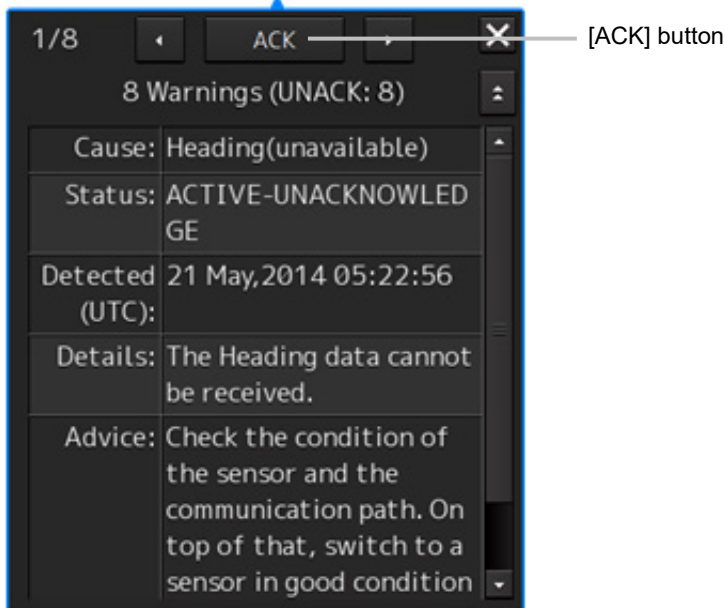 1/8 ACK [ACK] button
8 Warnings (UNACK: 8)
Cause: Heading(unavailable)
Status: ACTIVE-UNACKNOWLED
GE
Detected 21 May,2014 05:22:56
(UTC):
Details: The Heading data cannot
be received.
Advice: Check the condition of
the sensor and the
communication path. On
top of that, switch to a
sensor in good condition